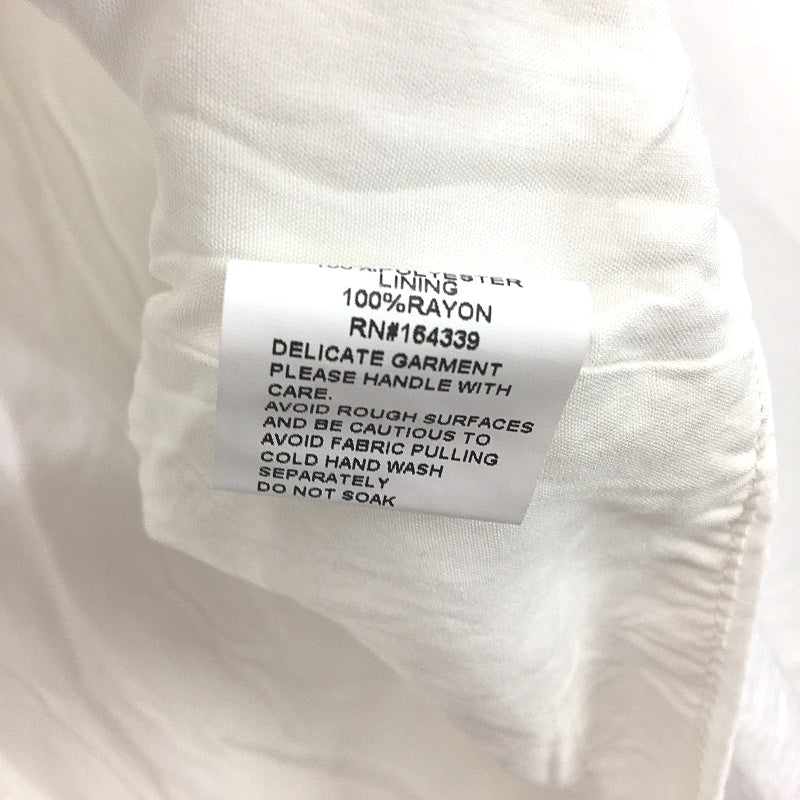 POLYESTER
LINING
100%RAYON
RN#164339
DELICATE GARMENT
PLEASE HANDLE WITH
CARE.
AVOID ROUGH SURFACES
AND BE CAUTIOUS TO
AVOID FABRIC PULLING
COLD HAND WASH
SEPARATELY
DO NOT SOAK